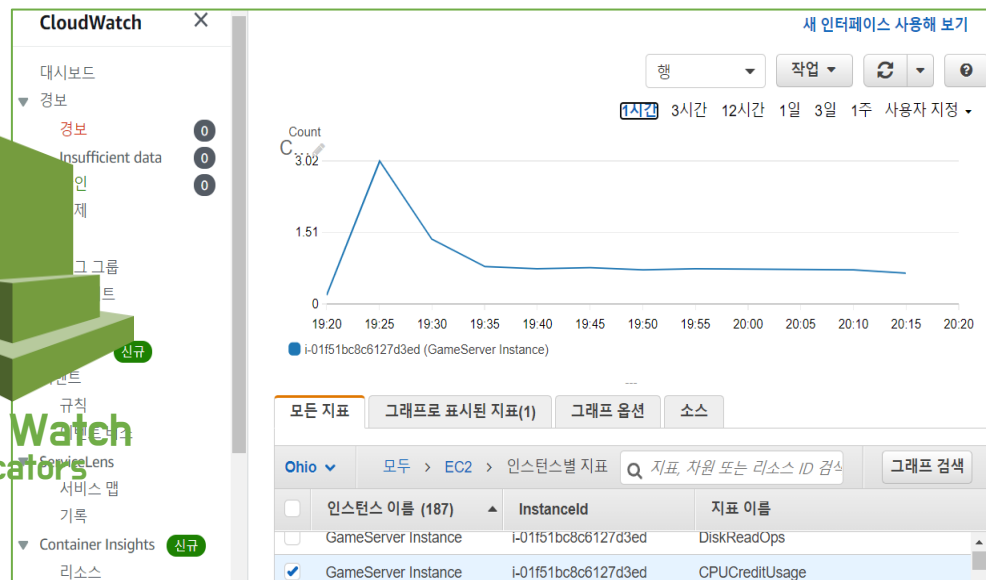 CloudWatch
새 인터페이스 사용해 보기
대시보드
경보
경보 0
Insufficient data 0
인 0
제
그 그룹
트
신규
벤트
규칙
Watch
cators
ServiceLens
서비스 맵
기록
Container Insights 신규
리소스
행
작업
1시간 3시간 12시간 1일 3일 1주 사용자 지정
Count
C...
3.02
1.51
0
19:20 19:25 19:30 19:35 19:40 19:45 19:50 19:55 20:00 20:05 20:10 20:15 20:20
i-01f51bc8c6127d3ed (GameServer Instance)
모든 지표 그래프로 표시된 지표(1) 그래프 옵션 소스
Ohio 모두 > EC2 > 인스턴스별 지표 지표, 차원 또는 리소스 ID 검색 그래프 검색
인스턴스 이름 (187) InstanceId 지표 이름
GameServer Instance i-01f51bc8c6127d3ed DiskReadOps
GameServer Instance i-01f51bc8c6127d3ed CPUCreditUsage